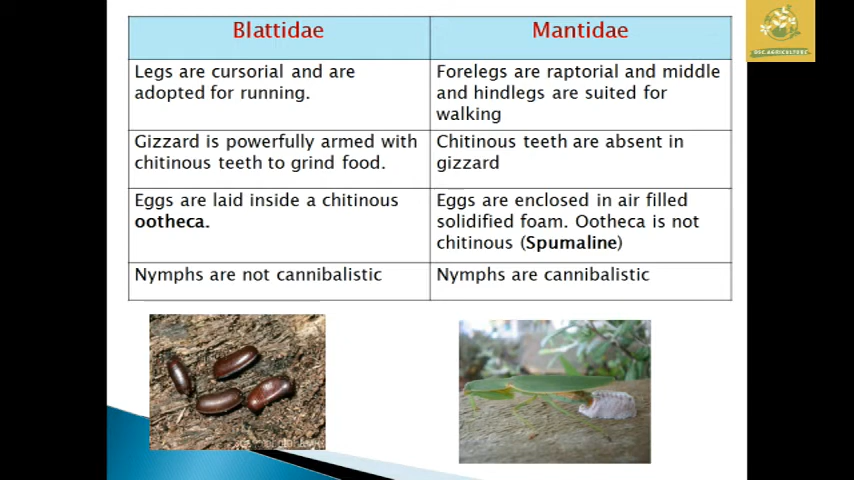 Blattidae
Mantidae
Legs are cursorial and are
adopted for running.
Forelegs are raptorial and middle
and hindlegs are suited for
walking
Gizzard is powerfully armed with
chitinous teeth to grind food.
Chitinous teeth are absent in
gizzard
Eggs are laid inside a chitinous
ootheca.
Eggs are enclosed in air filled
solidified foam. Ootheca is not
chitinous (Spumaline)
Nymphs are not cannibalistic
Nymphs are cannibalistic